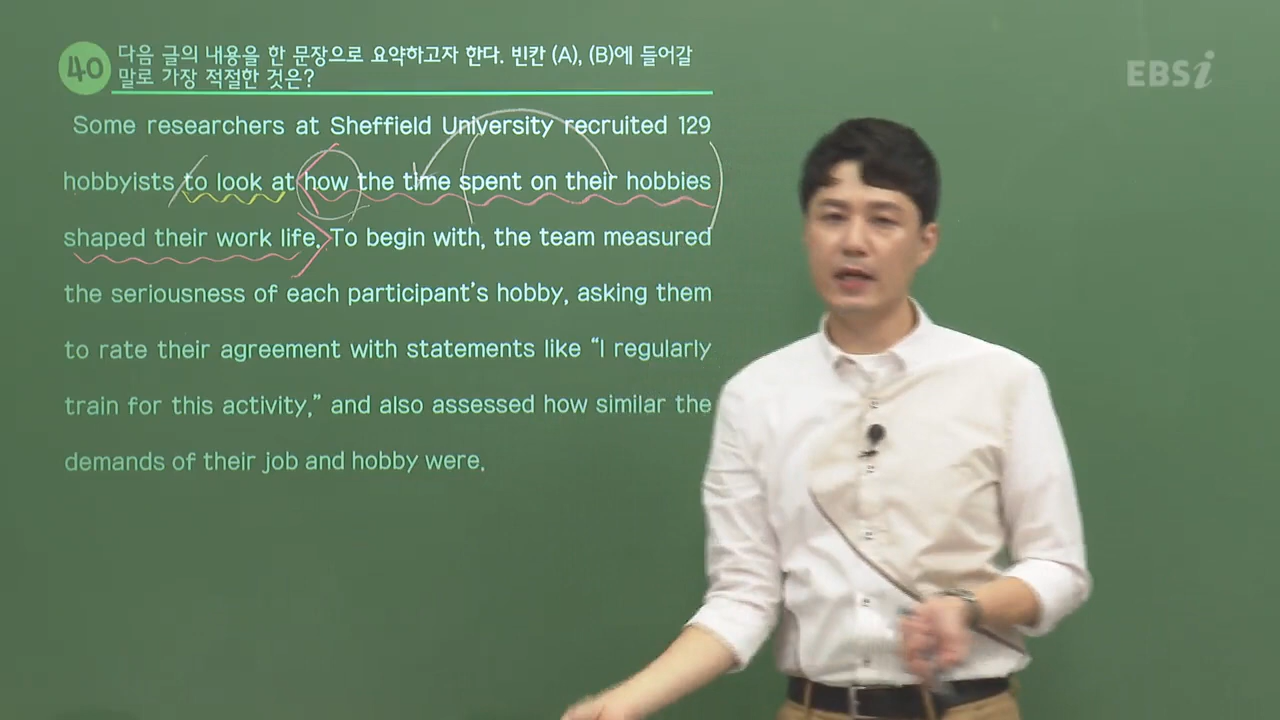 40
다음 글의 내용을 한 문장으로 요약하고자 한다. 빈칸 (A), (B)에 들어갈
말로 가장 적절한 것은?
EBSi
Some researchers at Sheffield University recruited 129
hobbyists to look at how the time spent on their hobbies
shaped their work life. To begin with, the team measured
the seriousness of each participant's hobby, asking them
to rate their agreement with statements like “I regularly
train for this activity,” and also assessed how similar the
demands of their job and hobby were.